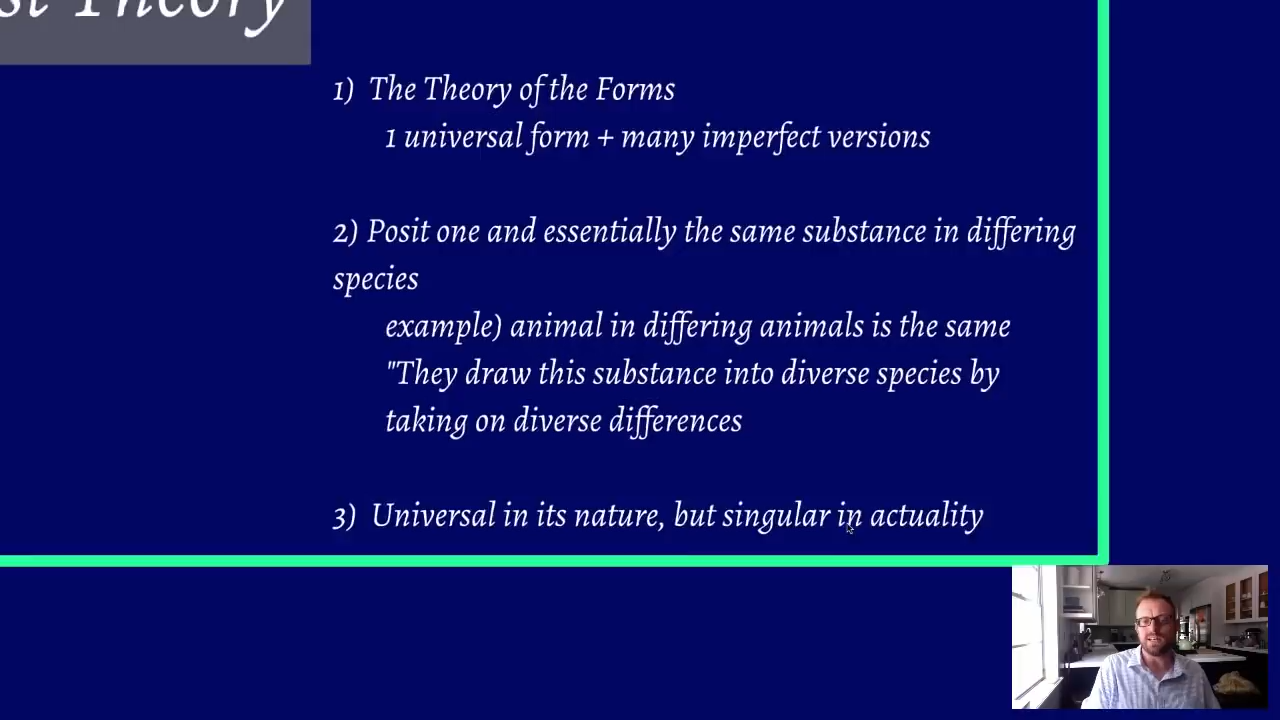 Theory
1) The Theory of the Forms
1 universal form + many imperfect versions
2) Posit one and essentially the same substance in differing
species
example) animal in differing animals is the same
"They draw this substance into diverse species by
taking on diverse differences
3) Universal in its nature, but singular in actuality